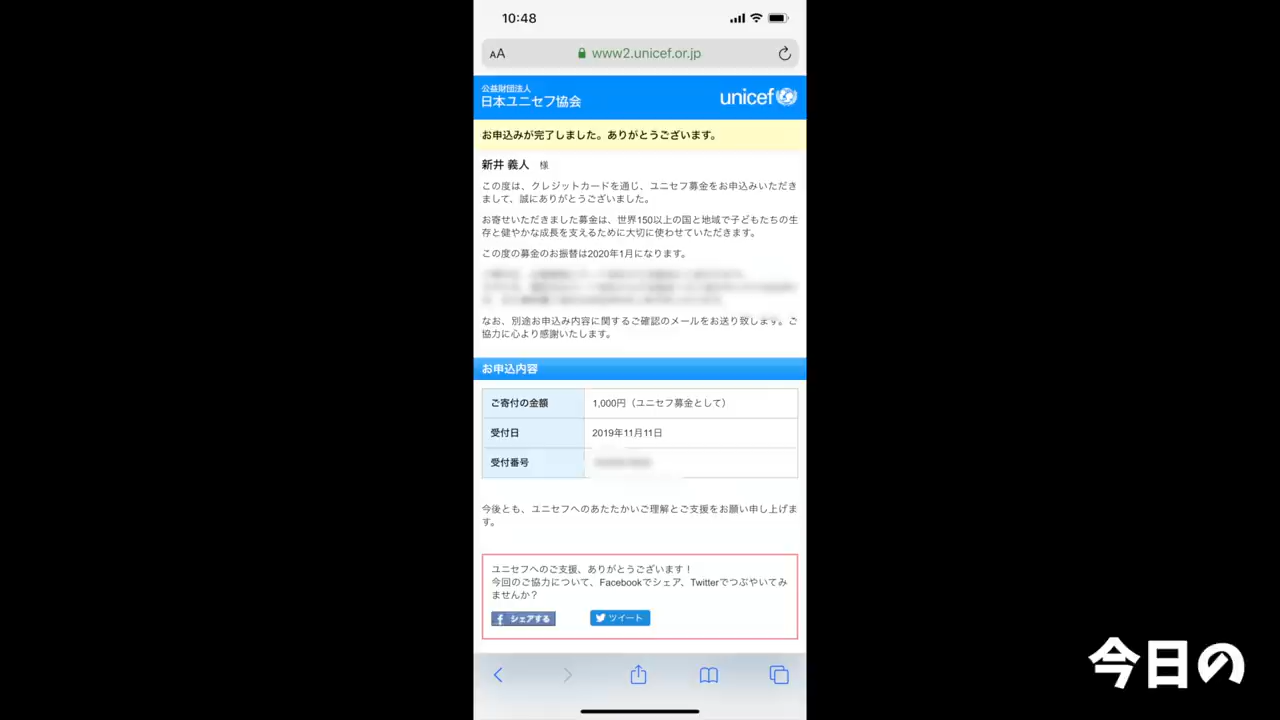 10:48
AA
www2.unicef.or.jp
公益財団法人
日本ユニセフ協会
unicef
お申込みが完了しました。ありがとうございます。
新井 義人 様
この度は、クレジットカードを通じ、ユニセフ募金をお申込みいただき
まして、誠にありがとうございました。
お寄せいただきました募金は、世界150以上の国と地域で子どもたちの生
存と健やかな成長を支えるために大切に使わせていただきます。
この度の募金のお振替は2020年1月になります。
なお、別途お申込み内容に関するご確認のメールをお送り致します。ご
協力に心より感謝いたします。
お申込内容
ご寄付の金額 1,000円（ユニセフ募金として）
受付日 2019年11月11日
受付番号
今後とも、ユニセフへのあたたかいご理解とご支援をお願い申し上げま
す。
ユニセフへのご支援、ありがとうございます！
今回のご協力について、Facebookでシェア、Twitterでつぶやいてみ
ませんか？
シェアする
ツイート
今日の